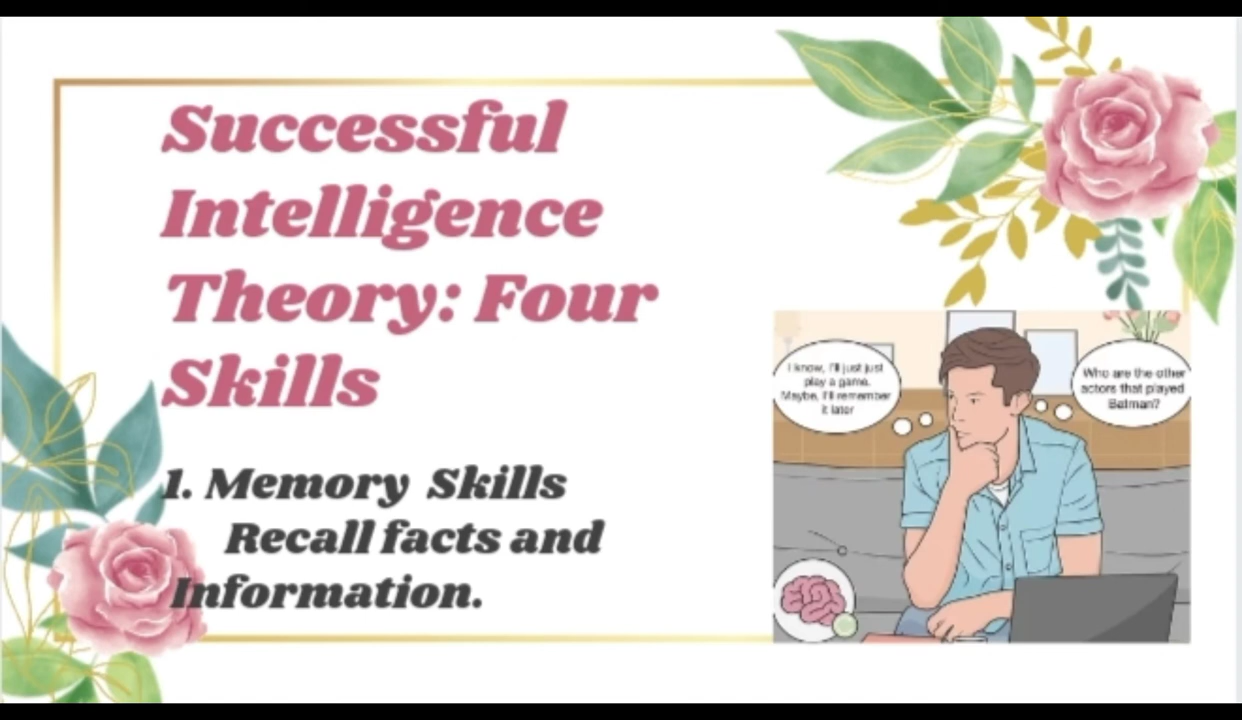 Successful
Intelligence
Theory: Four
Skills
1. Memory Skills
Recall facts and
Information.
I know, I'll just just
play a game.
Maybe, I'll remember
it later
Who are the other
actors that played
Batman?